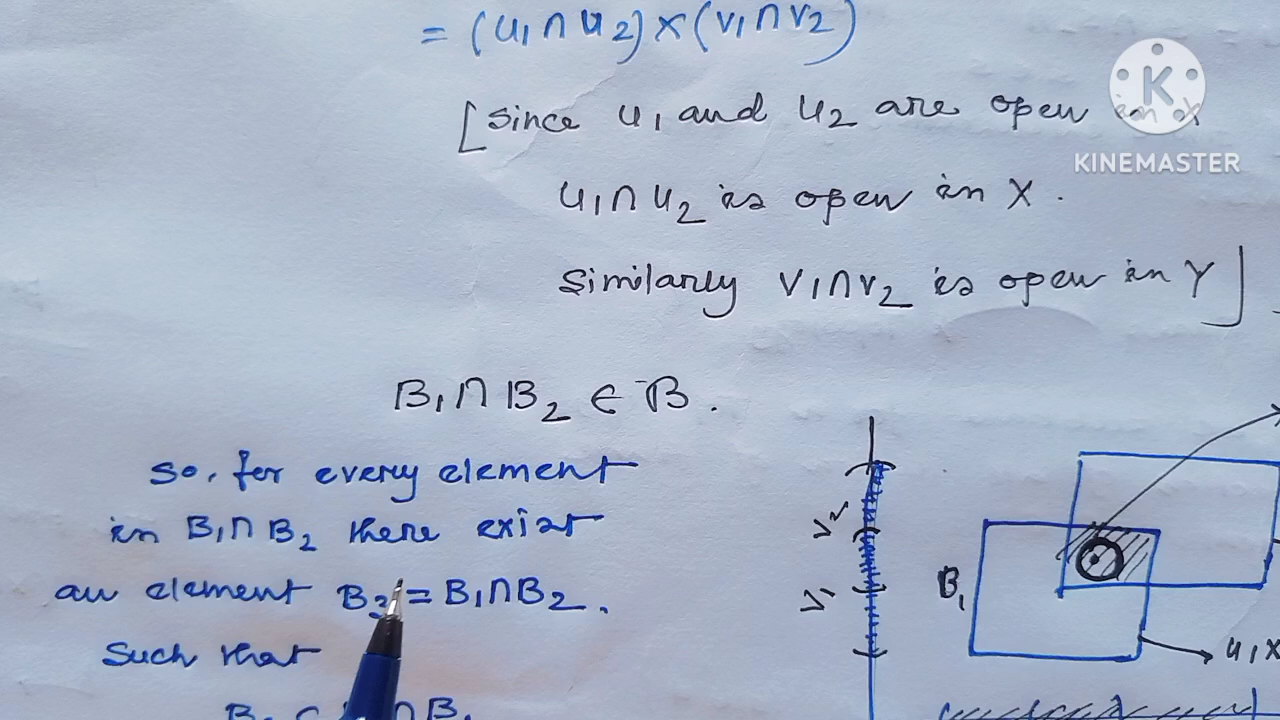 = (U₁∩U₂)×(V₁∩V₂)
[since U₁ and U₂ are open in X
KINEMASTER
U₁∩U₂ is open in X.
Similarly V₁∩V₂ is open in Y]
B₁∩B₂ ∈ B.
So, for every element
in B₁∩B₂ there exist
an element B₃ = B₁∩B₂.
Such that
V₂
V₁
B₁
U₁×